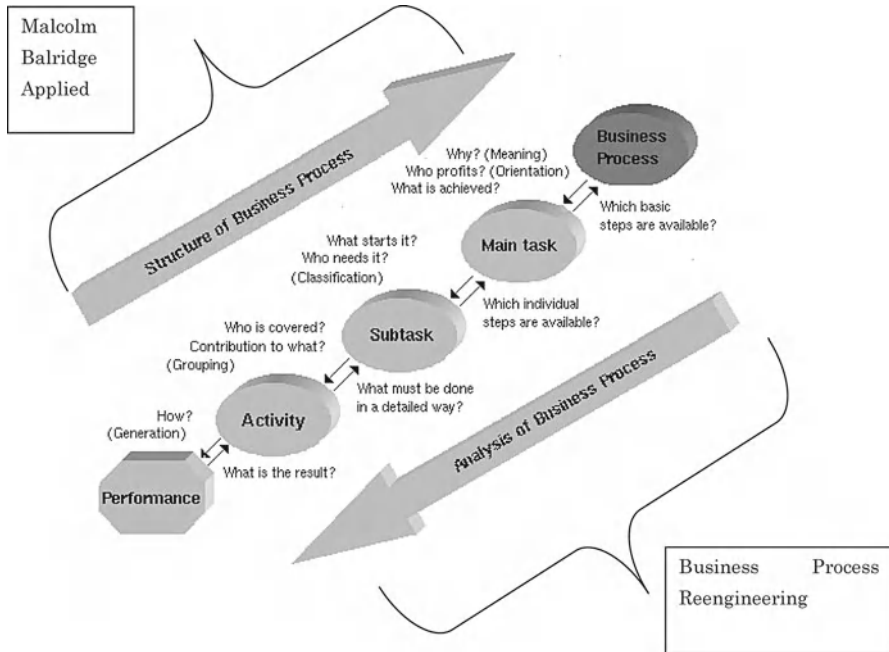 Malcolm
Balridge
Applied
Structure of Business Process
Business
Process
Why? (Meaning)
Who profits? (Orientation)
What is achieved?
Which basic
steps are available?
Main task
What starts it?
Who needs it?
(Classification)
Which individual
steps are available?
Subtask
Who is covered?
Contribution to what?
(Grouping)
What must be done
in a detailed way?
Activity
How?
(Generation)
What is the result?
Performance
Analysis of Business Process
Business Process
Reengineering